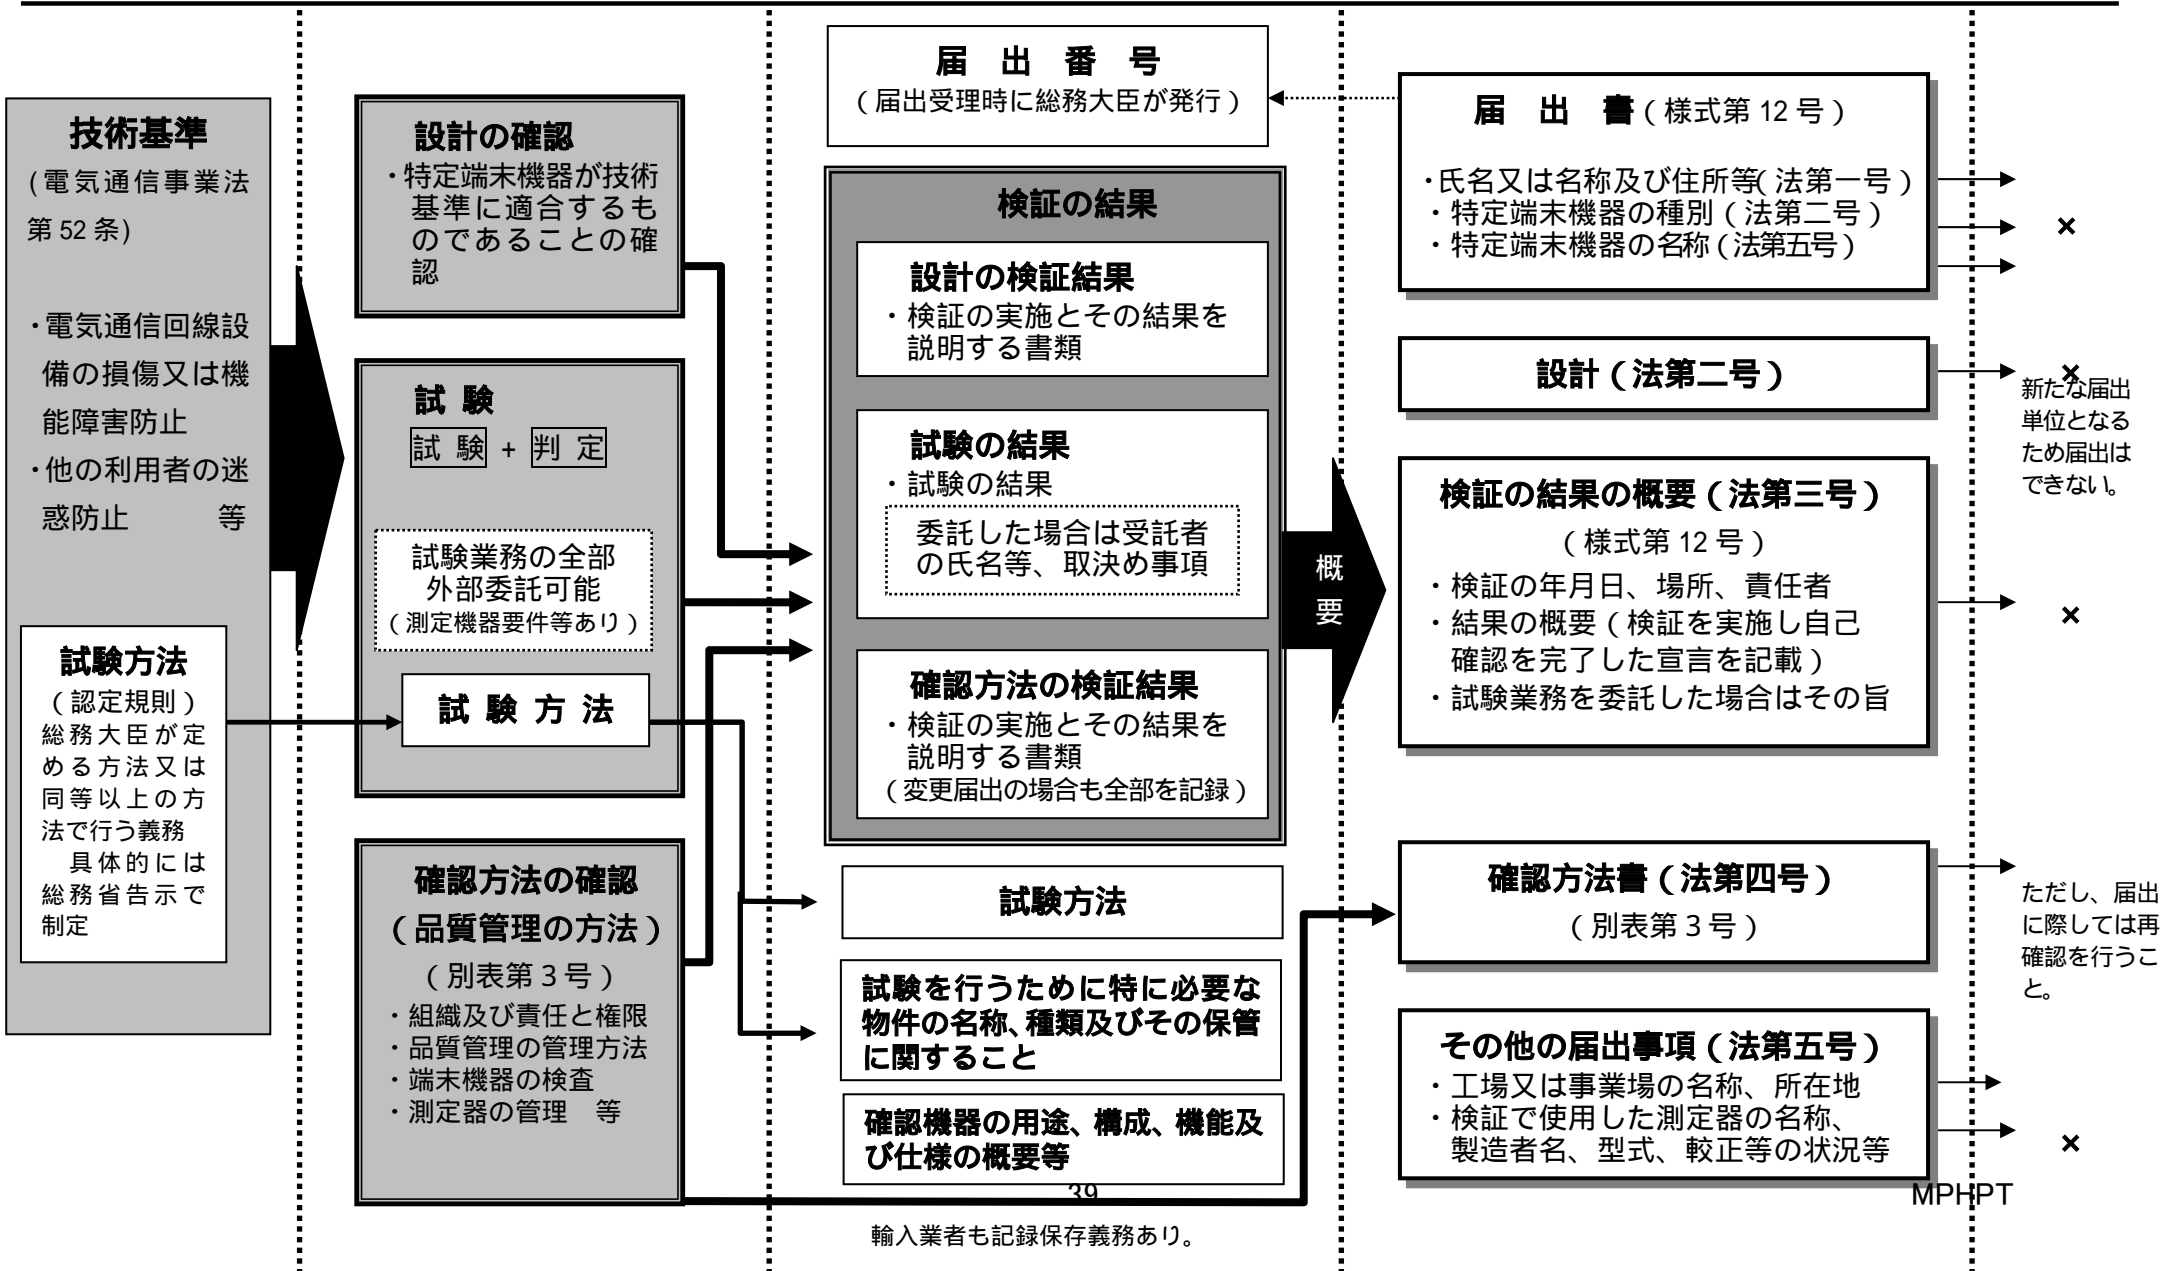 技術基準
(電気通信事業法
第 52 条)
・電気通信回線設
備の損傷又は機
能障害防止
・他の利用者の迷
惑防止　　　等
試験方法
（認定規則）
総務大臣が定
める方法又は
同等以上の方
法で行う義務
具体的には
総務省告示で
制定
設計の確認
・特定端末機器が技術
基準に適合するも
のであることの確
認
試 験
試 験 + 判 定
試験業務の全部
外部委託可能
（測定機器要件等あり）
試 験 方 法
確認方法の確認
（品質管理の方法）
（別表第３号）
・組織及び責任と権限
・品質管理の管理方法
・端末機器の検査
・測定器の管理　等
届 出 番 号
（届出受理時に総務大臣が発行）
検証の結果
設計の検証結果
・検証の実施とその結果を
説明する書類
試験の結果
・試験の結果
委託した場合は受託者
の氏名等、取決め事項
確認方法の検証結果
・検証の実施とその結果を
説明する書類
（変更届出の場合も全部を記録）
試験方法
試験を行うために特に必要な
物件の名称、種類及びその保管
に関すること
確認機器の用途、構成、機能及
び仕様の概要等
39
輸入業者も記録保存義務あり。
概
要
届 出 書（様式第 12 号）
・氏名又は名称及び住所等（法第一号）
・特定端末機器の種別（法第二号）
・特定端末機器の名称（法第五号）
設計（法第二号）
検証の結果の概要（法第三号）
（様式第 12 号）
・検証の年月日、場所、責任者
・結果の概要（検証を実施し自己
確認を完了した宣言を記載）
・試験業務を委託した場合はその旨
確認方法書（法第四号）
（別表第３号）
その他の届出事項（法第五号）
・工場又は事業場の名称、所在地
・検証で使用した測定器の名称、
製造者名、型式、較正等の状況等
MPHPT
×
×
新たな届出
単位となる
ため届出は
できない。
×
ただし、届出
に際しては再
確認を行うこ
と。
×